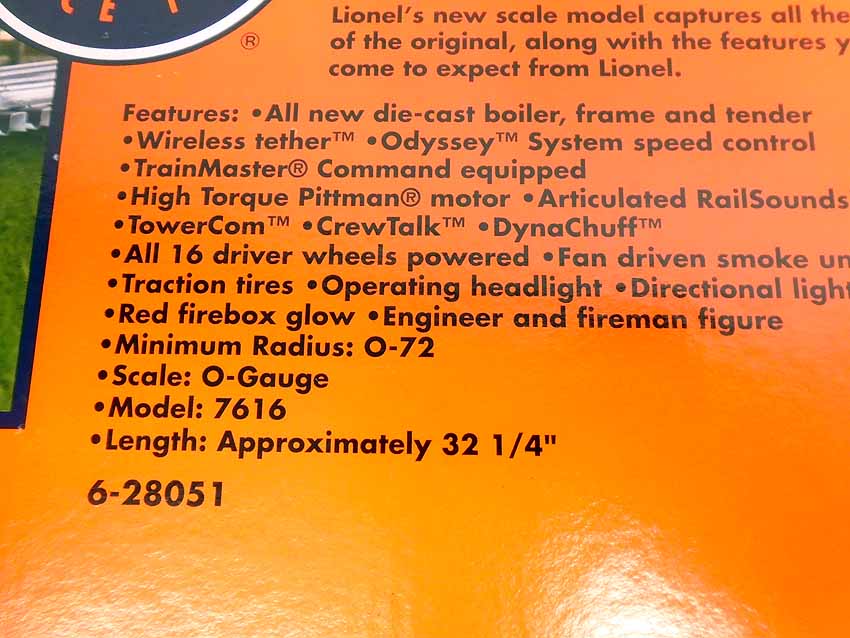 C E T
®
Lionel's new scale model captures all the
of the original, along with the features y
come to expect from Lionel.
Features: •All new die-cast boiler, frame and tender
•Wireless tether™ •Odyssey™ System speed control
•TrainMaster® Command equipped
•High Torque Pittman® motor •Articulated RailSounds
•TowerCom™ •CrewTalk™ •DynaChuff™
•All 16 driver wheels powered •Fan driven smoke un
•Traction tires •Operating headlight •Directional light
•Red firebox glow •Engineer and fireman figure
•Minimum Radius: O-72
•Scale: O-Gauge
•Model: 7616
•Length: Approximately 32 1/4"
6-28051